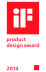 iF
product
design award
2014